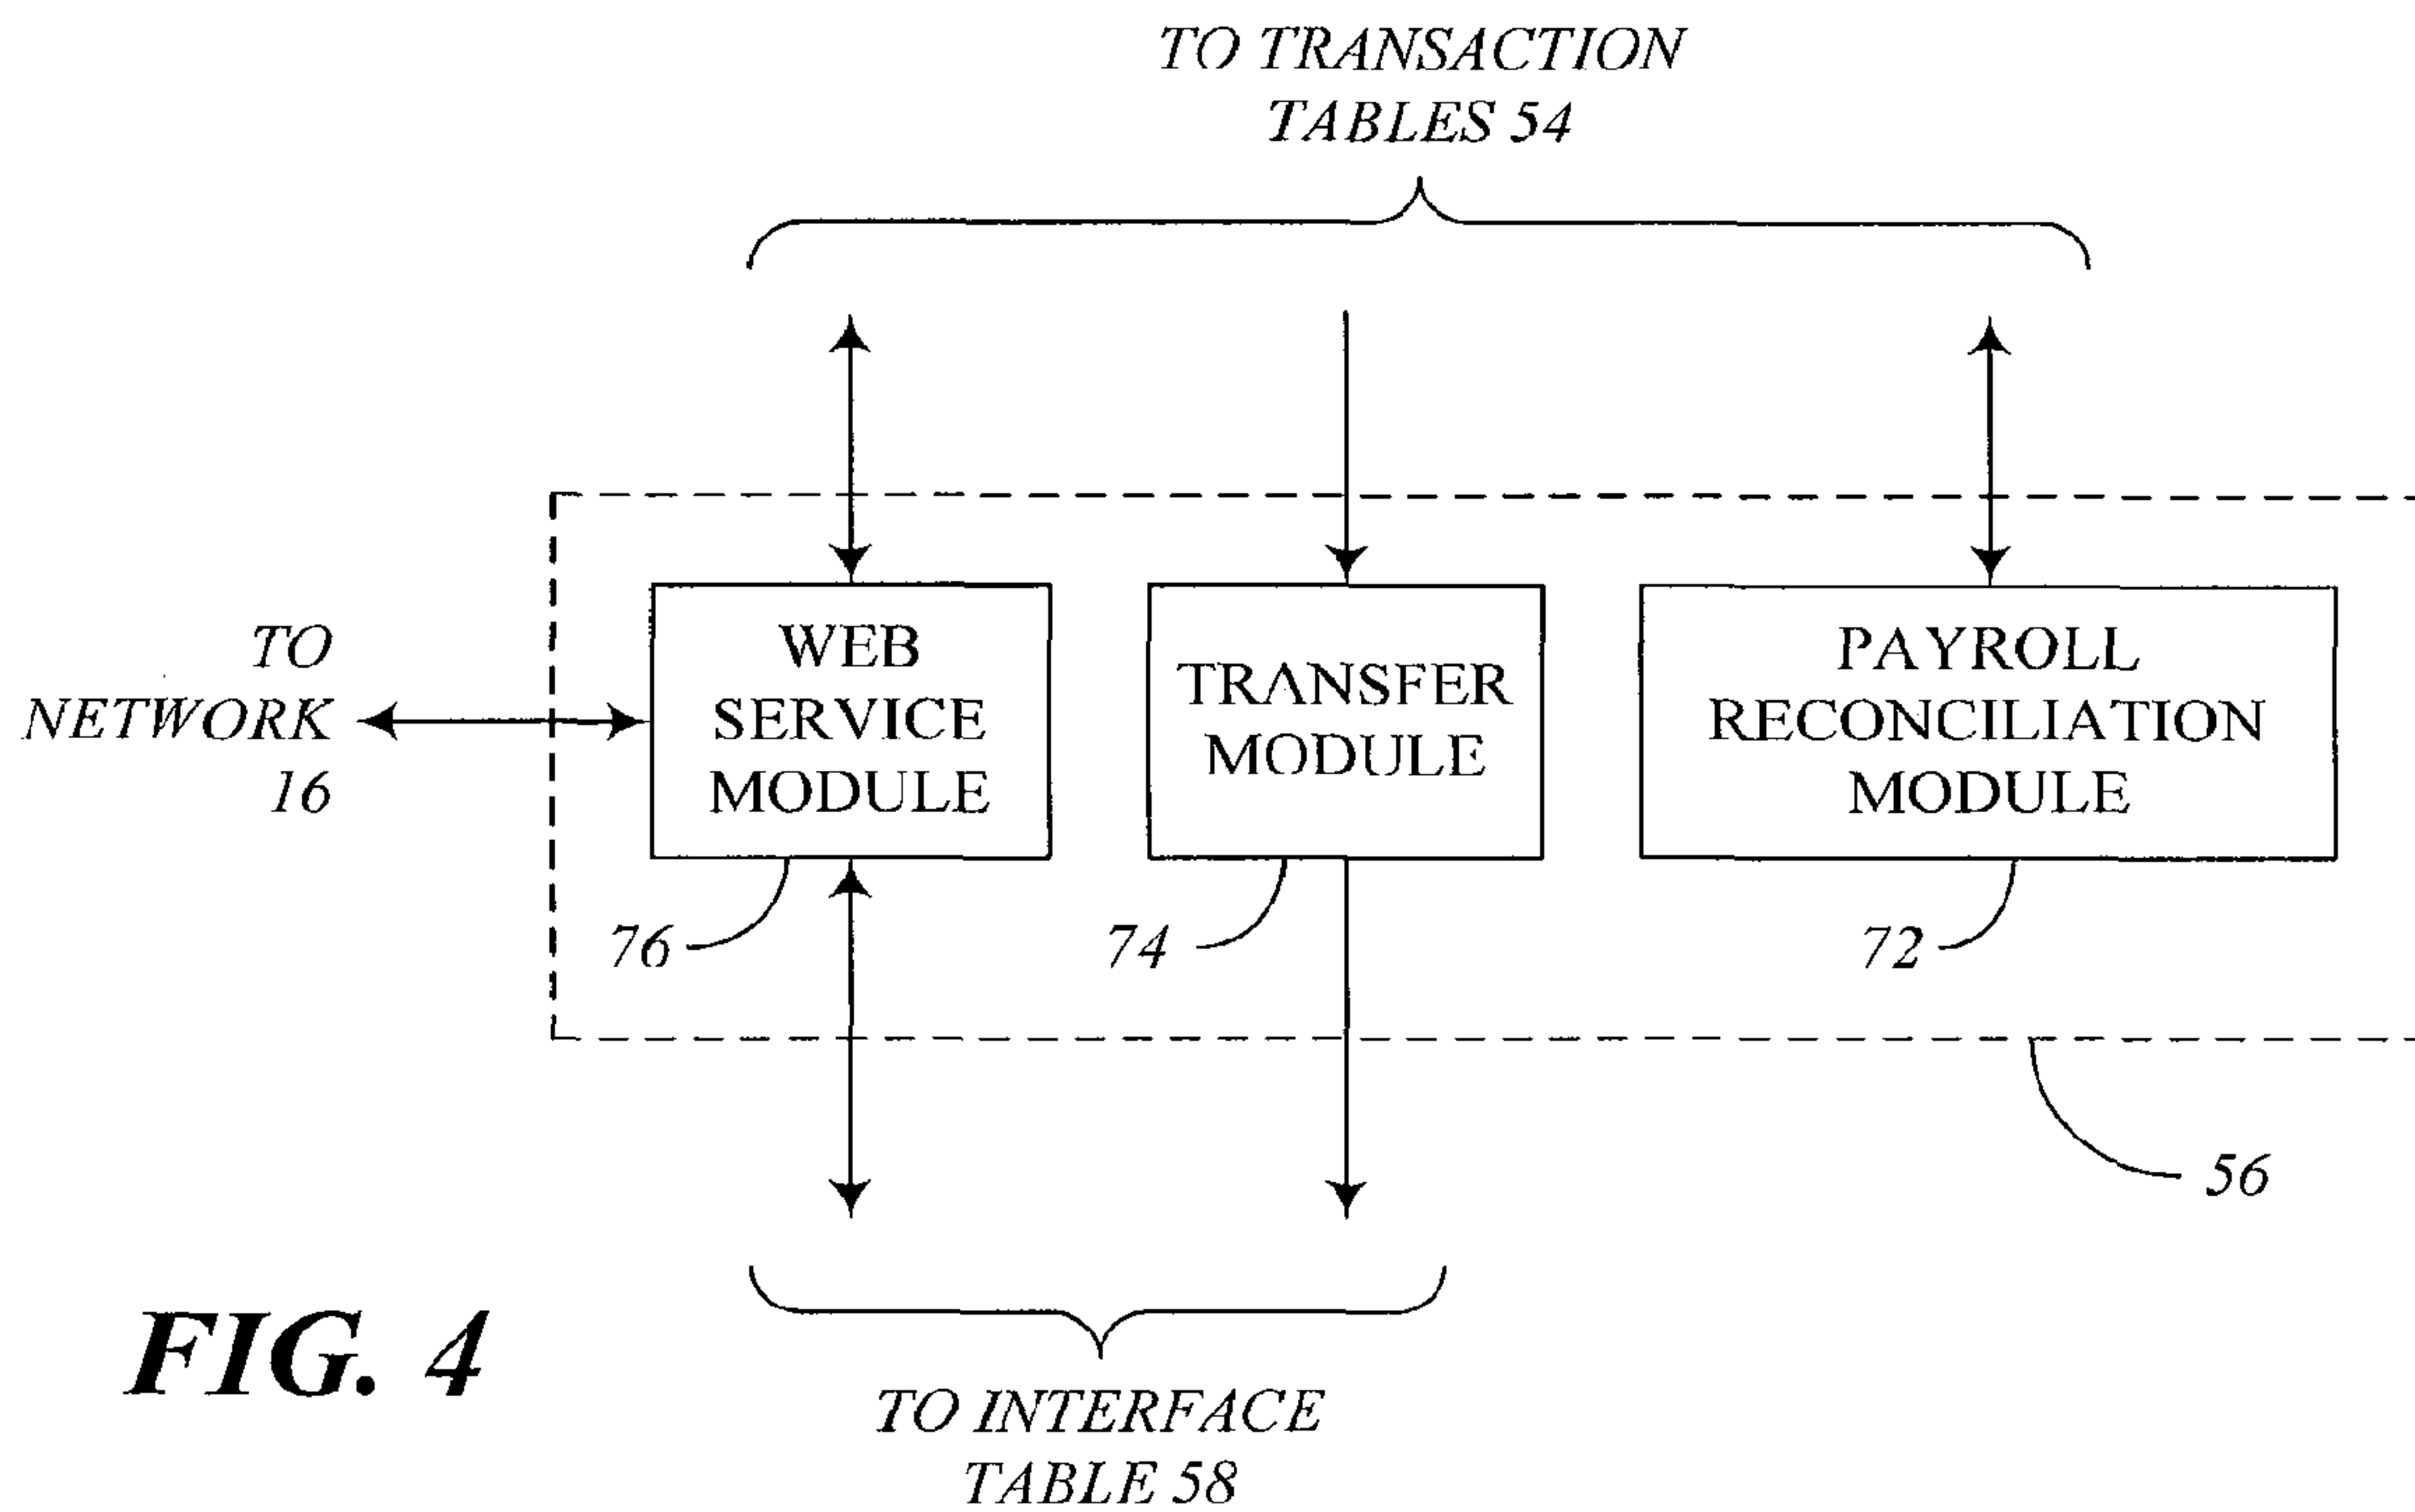 TO TRANSACTION
TABLES 54
TO
NETWORK
16
WEB
SERVICE
MODULE
TRANSFER
MODULE
PAYROLL
RECONCILIATION
MODULE
76
74
72
56
FIG. 4
TO INTERFACE
TABLE 58